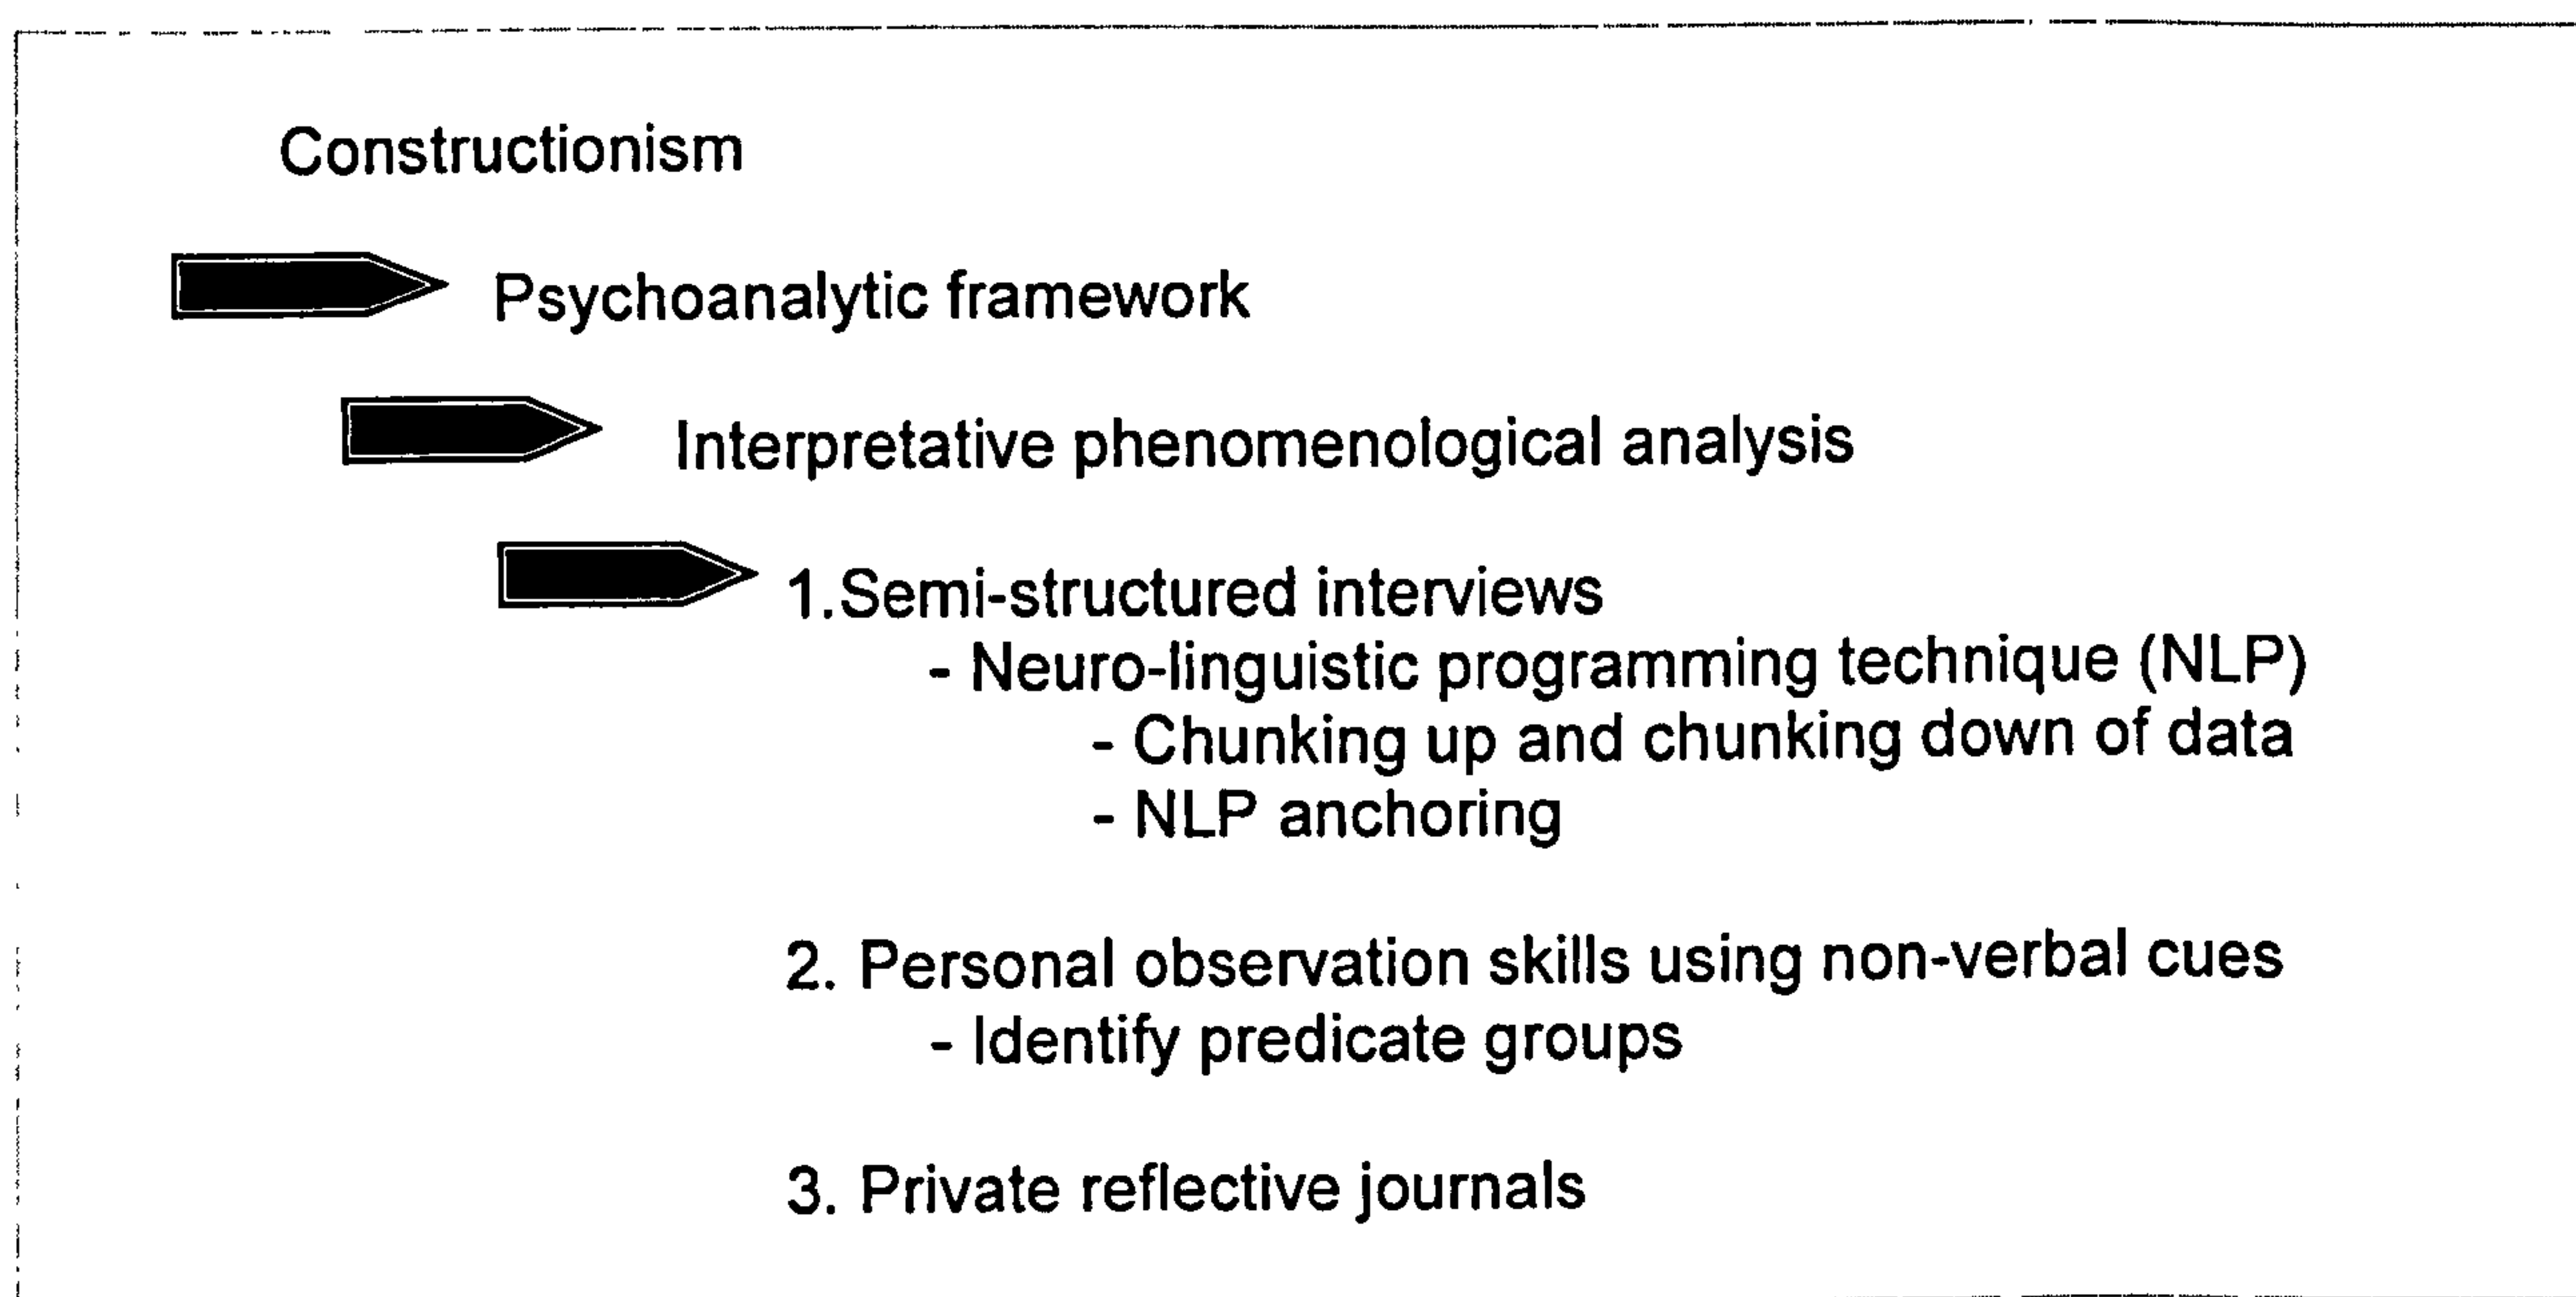 Constructionism
Psychoanalytic framework
Interpretative phenomenological analysis
1.Semi-structured interviews
- Neuro-linguistic programming technique (NLP)
- Chunking up and chunking down of data
- NLP anchoring
2. Personal observation skills using non-verbal cues
- Identify predicate groups
3. Private reflective journals